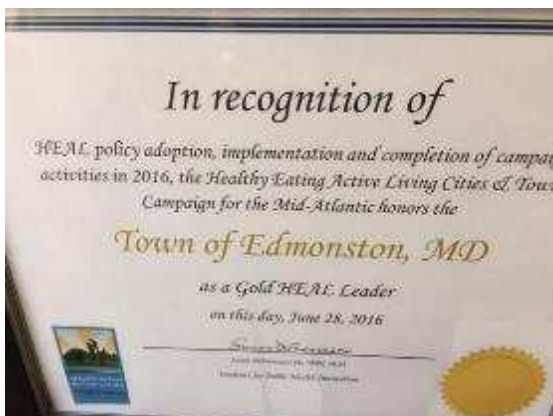 In recognition of
HEAL policy adoption, implementation and completion of campai
activities in 2016, the Healthy Eating Active Living Cities & Tow
Campaign for the Mid-Atlantic honors the
Town of Edmonston, MD
as a Gold HEAL Leader
on this day, June 28, 2016